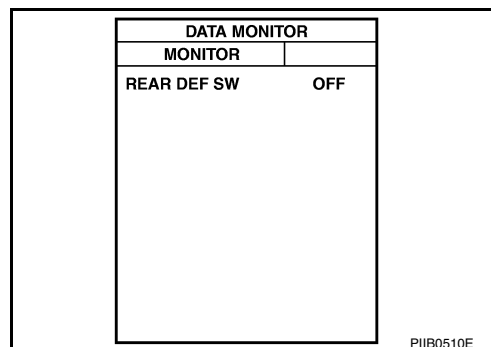 DATA MONITOR
MONITOR
REAR DEF SW OFF
PIIB0510E